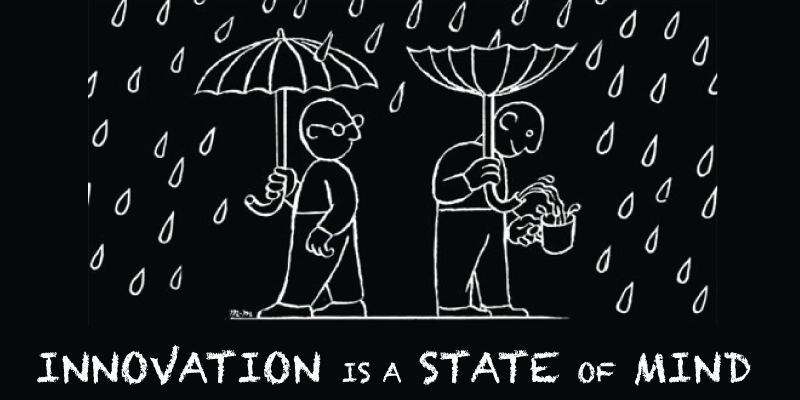 INNOVATION IS A STATE OF MIND